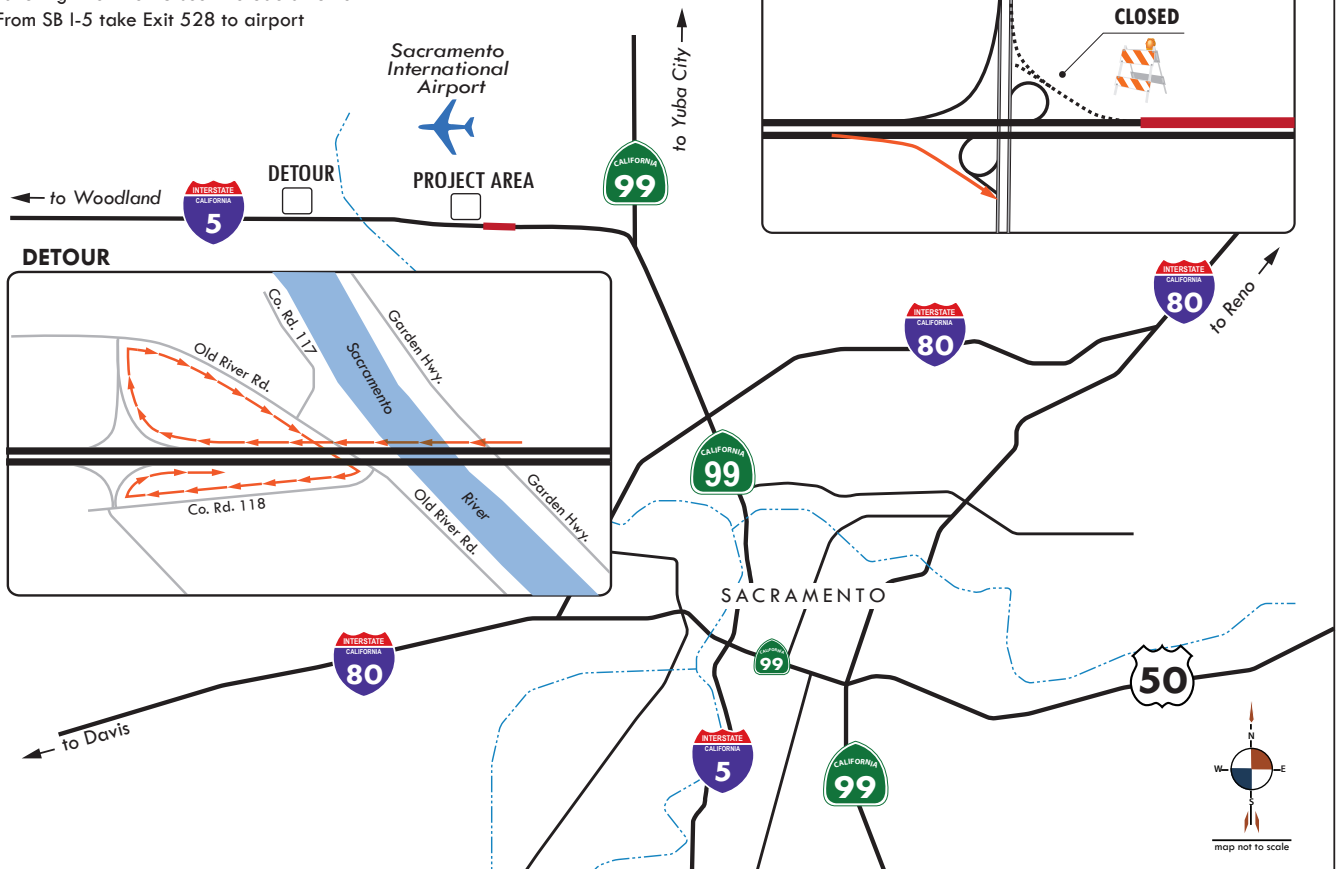 From SB I-5 take Exit 528 to airport
CLOSED
Sacramento
International
Airport
to Yuba City
CALIFORNIA
99
DETOUR
PROJECT AREA
to Woodland
INTERSTATE
CALIFORNIA
5
DETOUR
Co. Rd. 117
Garden Hwy.
Old River Rd.
Sacramento
River
Co. Rd. 118
Old River Rd.
Garden Hwy.
INTERSTATE
CALIFORNIA
80
INTERSTATE
CALIFORNIA
80
to Reno
CALIFORNIA
99
SACRAMENTO
INTERSTATE
CALIFORNIA
80
CALIFORNIA
99
50
to Davis
INTERSTATE
CALIFORNIA
5
CALIFORNIA
99
N
W
E
S
map not to scale